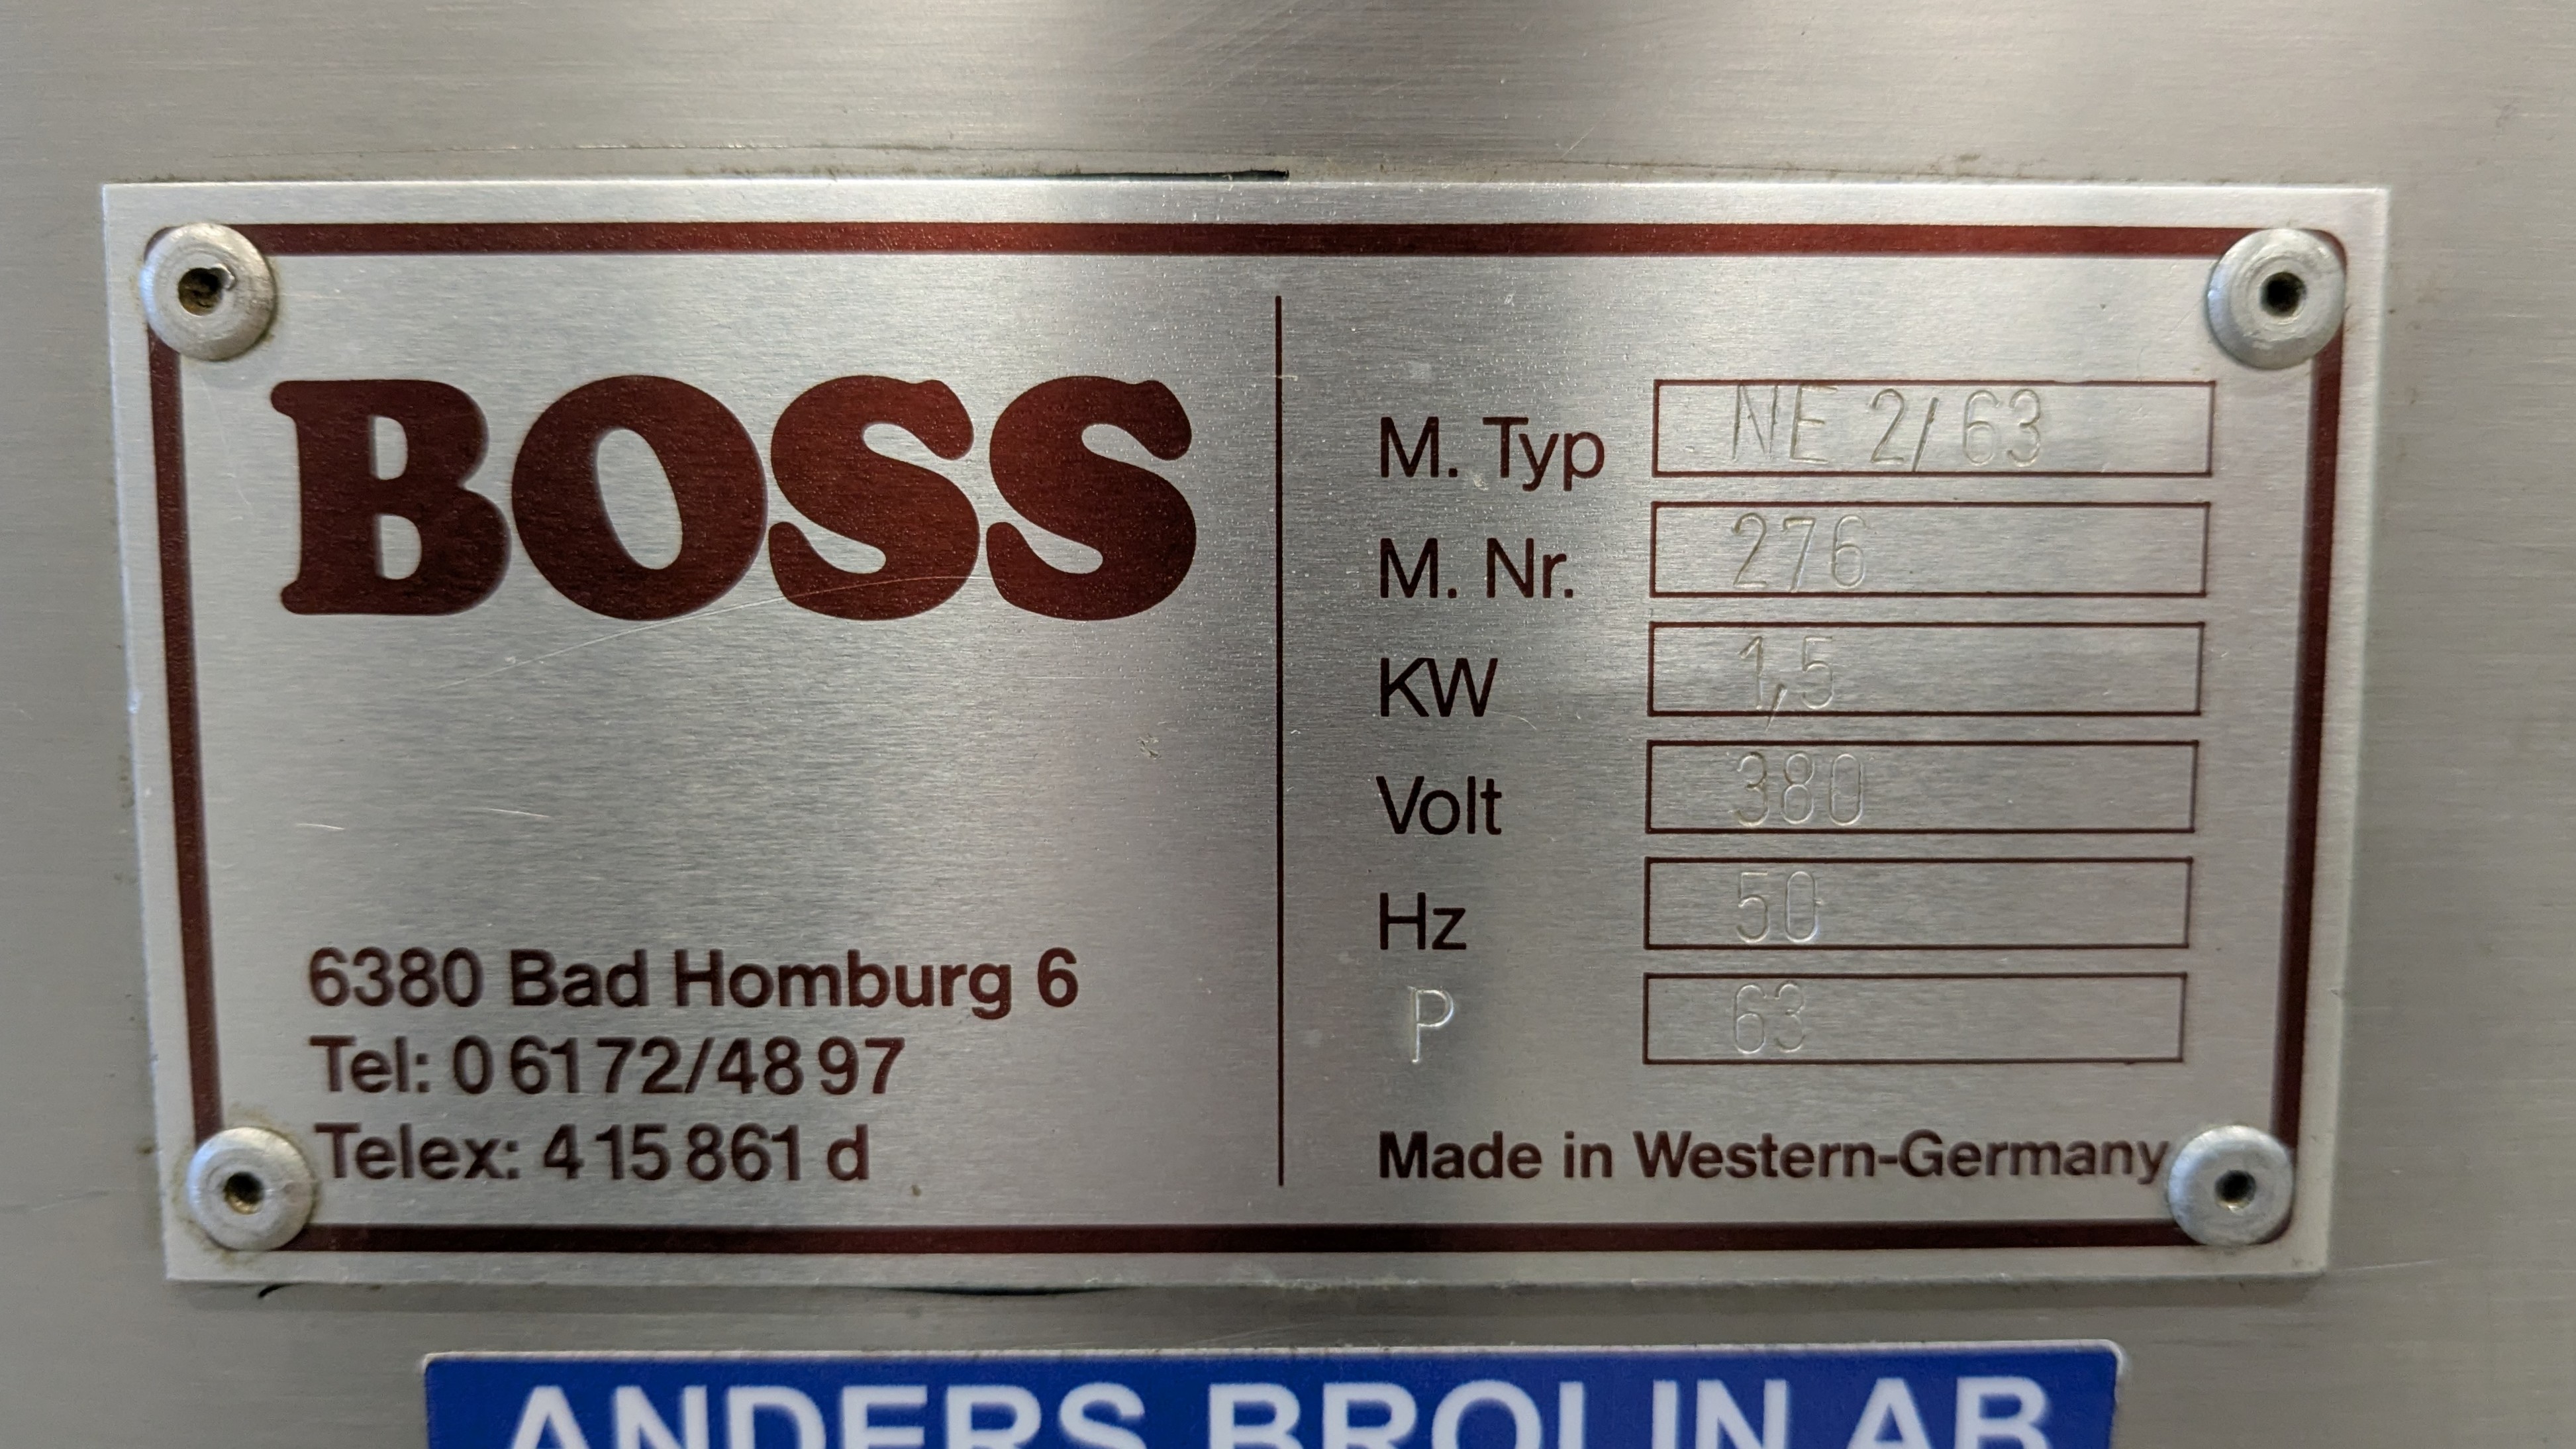 BOSS
6380 Bad Homburg 6
Tel: 0 6172/48 97
Telex: 4 15 861 d
M. Typ NE 2/63
M. Nr. 276
KW 1,5
Volt 380
Hz 50
P 63
Made in Western-Germany
ANDERS BROLIN AB